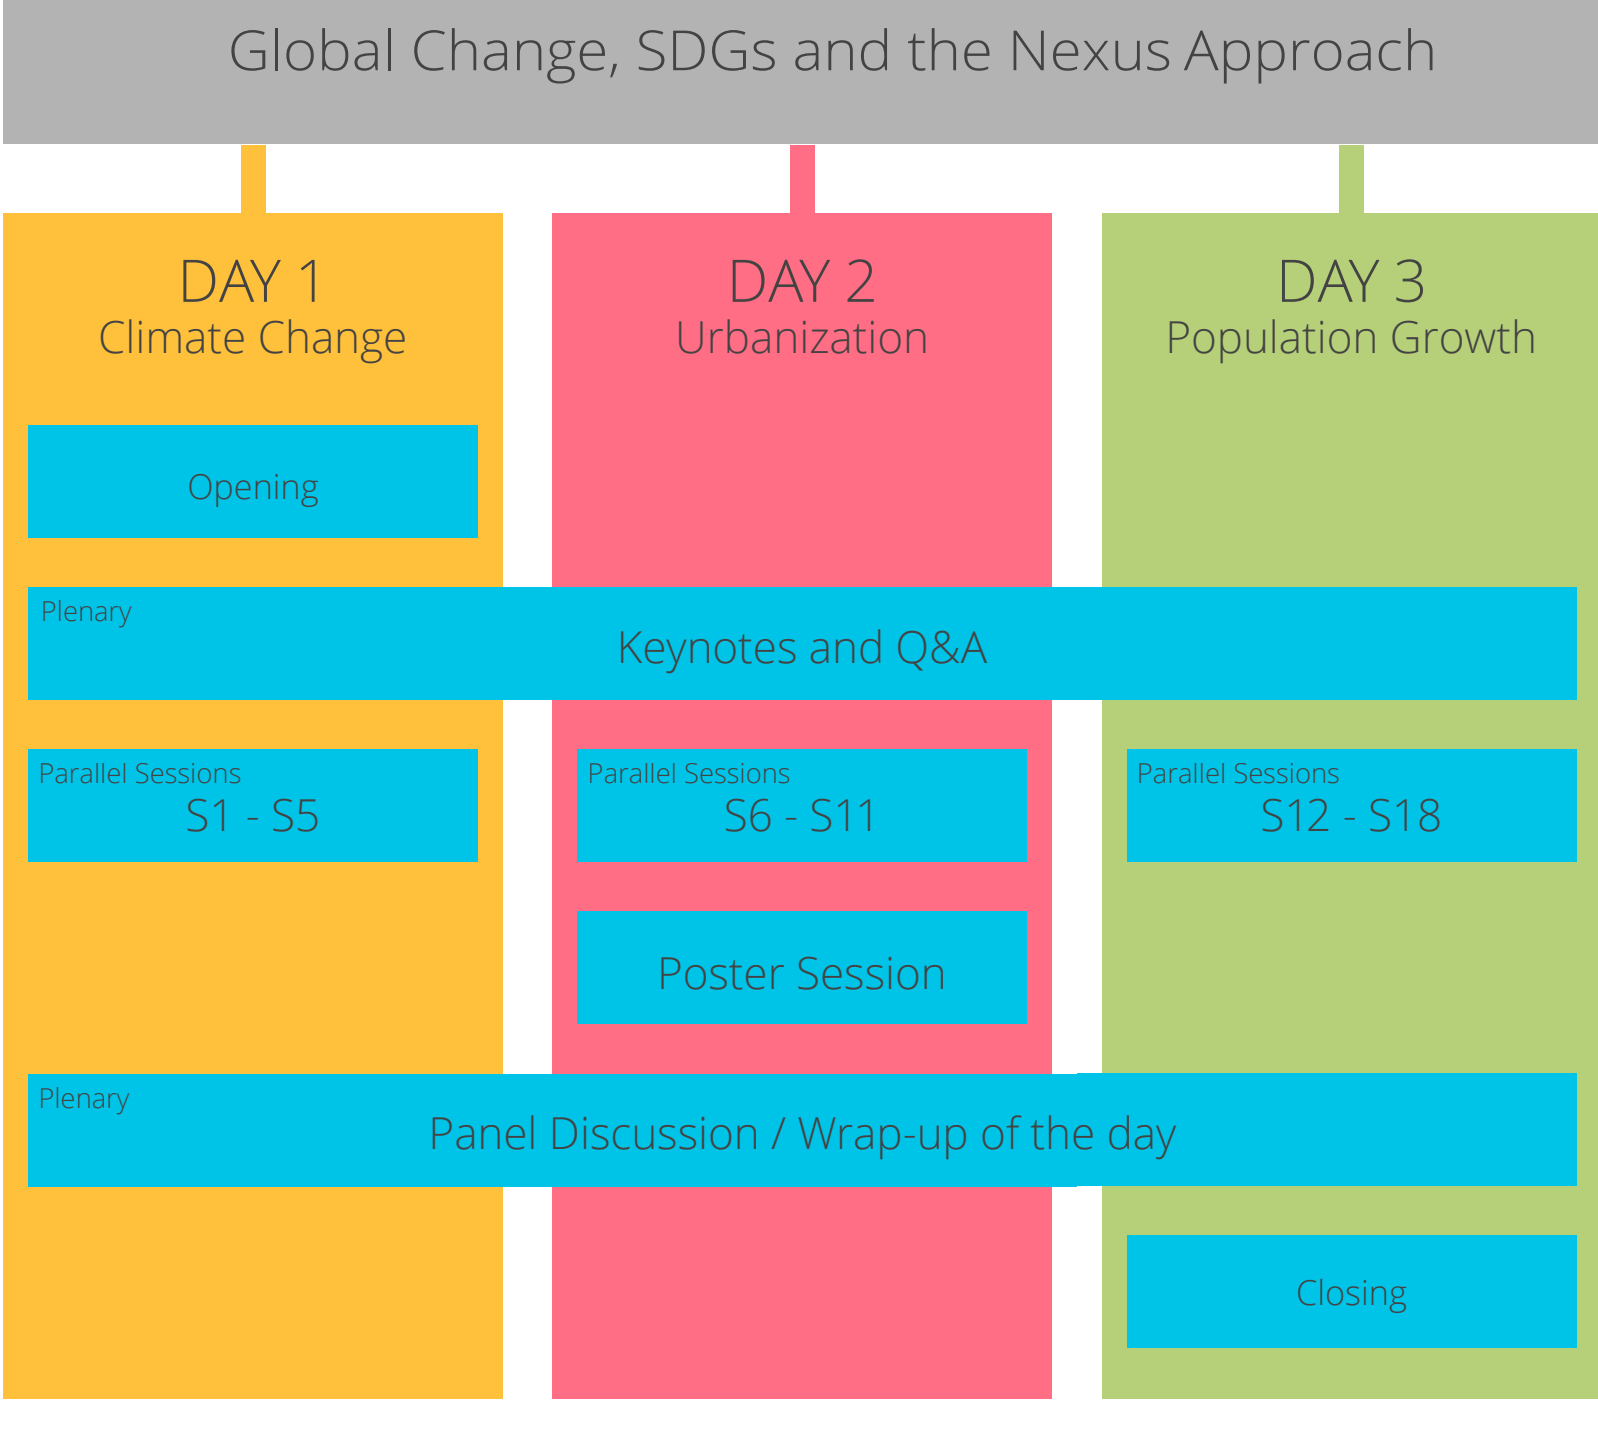 Global Change, SDGs and the Nexus Approach
DAY 1
Climate Change
DAY 2
Urbanization
DAY 3
Population Growth
Opening
Plenary
Keynotes and Q&A
Parallel Sessions
S1 - S5
Parallel Sessions
S6 - S11
Parallel Sessions
S12 - S18
Poster Session
Plenary
Panel Discussion / Wrap-up of the day
Closing